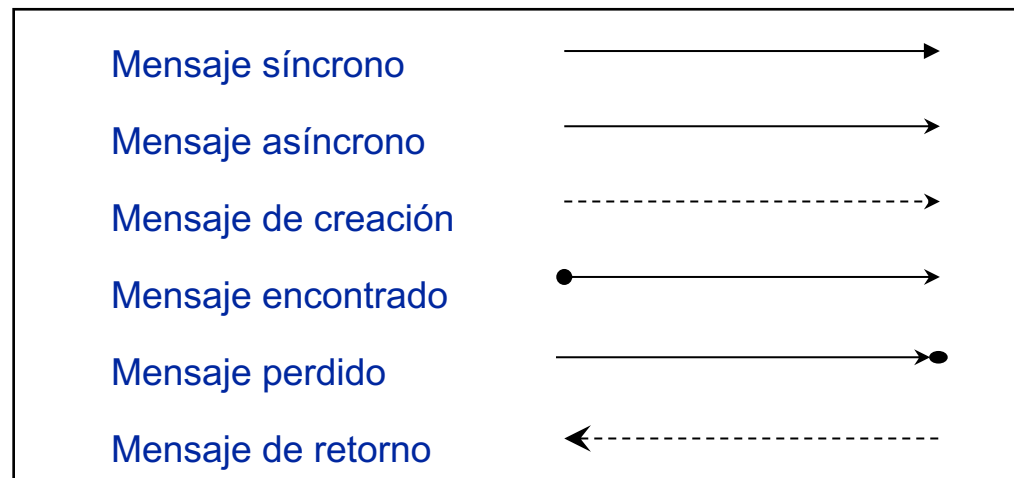 Mensaje síncrono
Mensaje asíncrono
Mensaje de creación
Mensaje encontrado
Mensaje perdido
Mensaje de retorno